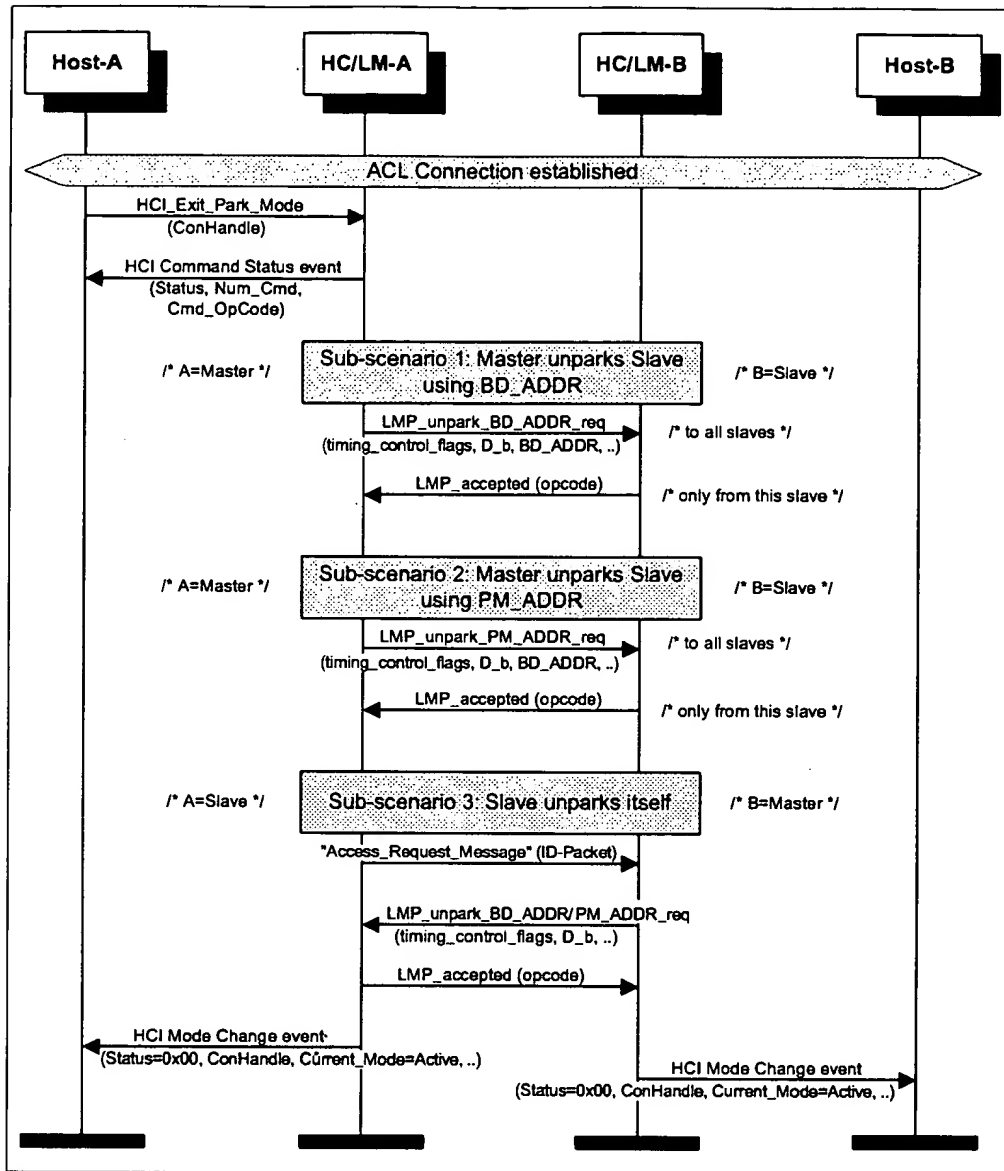 Host-A
HC/LM-A
HC/LM-B
Host-B
ACL Connection established
HCI_Exit_Park_Mode
(ConHandle)
HCI Command Status event
(Status, Num_Cmd,
Cmd_OpCode)
/* A=Master */
Sub-scenario 1: Master unparks Slave
using BD_ADDR
/* B=Slave */
LMP_unpark_BD_ADDR_req
(timing_control_flags, D_b, BD_ADDR, ..)
/* to all slaves */
LMP_accepted (opcode)
/* only from this slave */
/* A=Master */
Sub-scenario 2: Master unparks Slave
using PM_ADDR
/* B=Slave */
LMP_unpark_PM_ADDR_req
(timing_control_flags, D_b, BD_ADDR, ..)
/* to all slaves */
LMP_accepted (opcode)
/* only from this slave */
/* A=Slave */
Sub-scenario 3: Slave unparks itself
/* B=Master */
"Access_Request_Message" (ID-Packet)
LMP_unpark_BD_ADDR/PM_ADDR_req
(timing_control_flags, D_b, ..)
LMP_accepted (opcode)
HCI Mode Change event
(Status=0x00, ConHandle, Current_Mode=Active, ..)
HCI Mode Change event
(Status=0x00, ConHandle, Current_Mode=Active, ..)